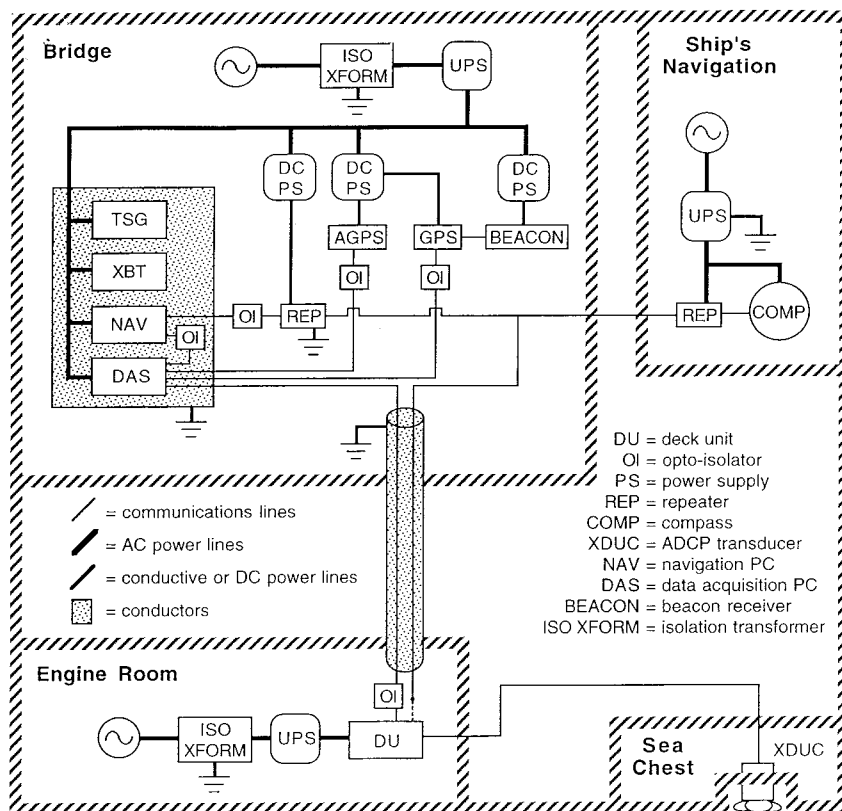 Bridge
ISO
XFORM
UPS
Ship's
Navigation
DC
PS
DC
PS
DC
PS
UPS
TSG
XBT
NAV
DAS
OI
OI
REP
AGPS
GPS
BEACON
OI
OI
REP
COMP
DU = deck unit
OI = opto-isolator
PS = power supply
REP = repeater
COMP = compass
XDUC = ADCP transducer
NAV = navigation PC
DAS = data acquisition PC
BEACON = beacon receiver
ISO XFORM = isolation transformer
= communications lines
= AC power lines
= conductive or DC power lines
= conductors
Engine Room
ISO
XFORM
UPS
OI
DU
Sea
Chest
XDUC